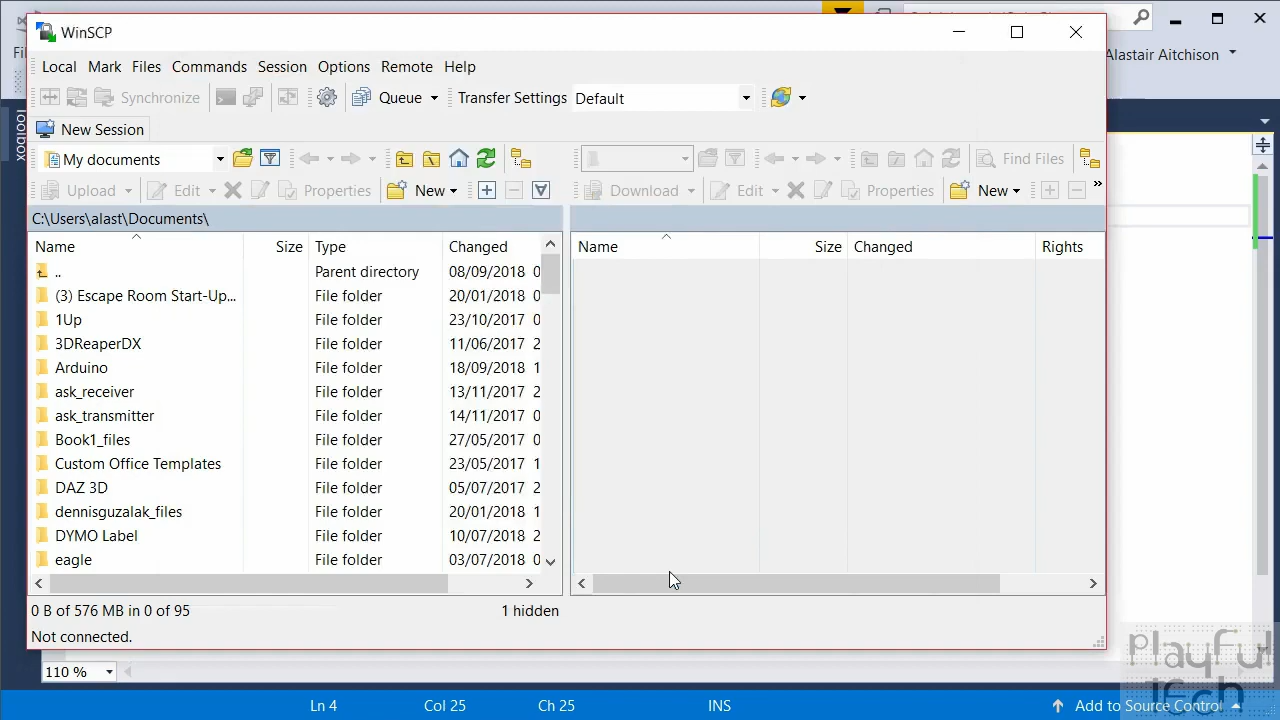 WinSCP
Local Mark Files Commands Session Options Remote Help
Alastair Aitchison
Synchronize Queue Transfer Settings Default
New Session
Toolbox
My documents Find Files
Upload Edit Properties New Download Edit Properties New »
C:\Users\alast\Documents\
Name Size Type Changed Name Size Changed Rights
.. Parent directory 08/09/2018 0
(3) Escape Room Start-Up... File folder 20/01/2018 0
1Up File folder 23/10/2017 0
3DReaperDX File folder 11/06/2017 2
Arduino File folder 18/09/2018 1
ask_receiver File folder 13/11/2017 2
ask_transmitter File folder 14/11/2017 0
Book1_files File folder 27/05/2017 0
Custom Office Templates File folder 23/05/2017 1
DAZ 3D File folder 05/07/2017 2
dennisguzalak_files File folder 20/01/2018 1
DYMO Label File folder 10/07/2018 2
eagle File folder 03/07/2018 0
0 B of 576 MB in 0 of 95 1 hidden
Not connected.
110 %
Playful Tech
Ln 4 Col 25 Ch 25 INS Add to Source Control